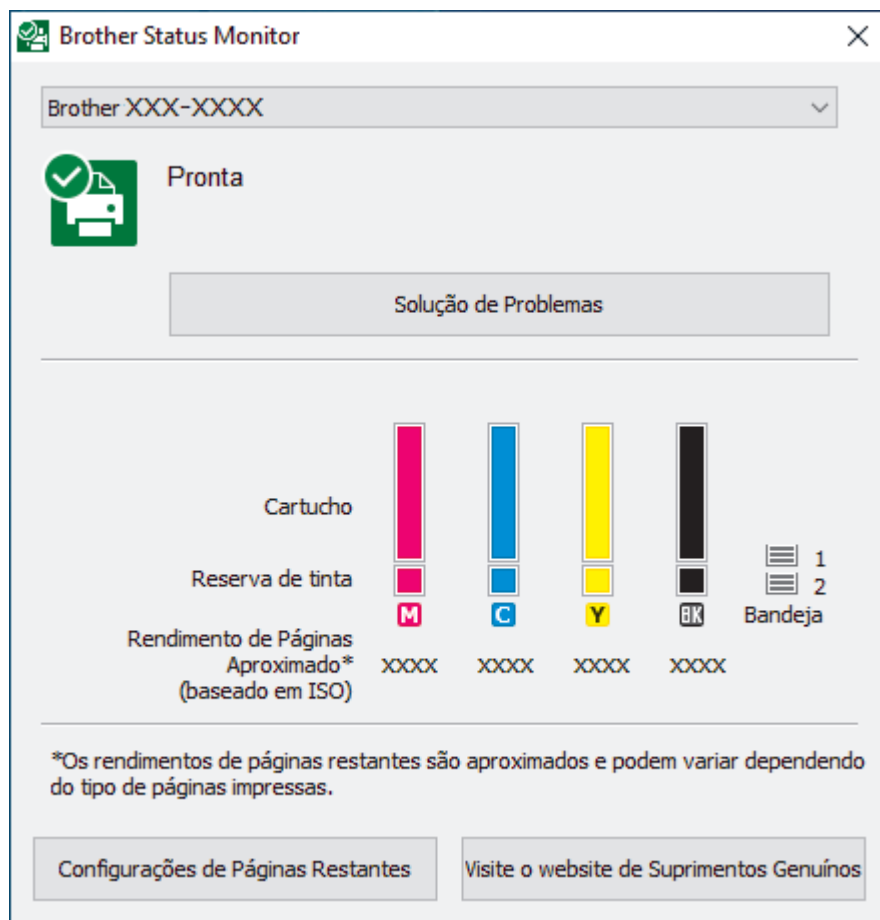 Brother Status Monitor
Brother XXX-XXXX
Pronta
Solução de Problemas
Cartucho
1
Reserva de tinta
2
M C Y BK Bandeja
Rendimento de Páginas
Aproximado* XXXX XXXX XXXX XXXX
(baseado em ISO)
*Os rendimentos de páginas restantes são aproximados e podem variar dependendo
do tipo de páginas impressas.
Configurações de Páginas Restantes
Visite o website de Suprimentos Genuínos